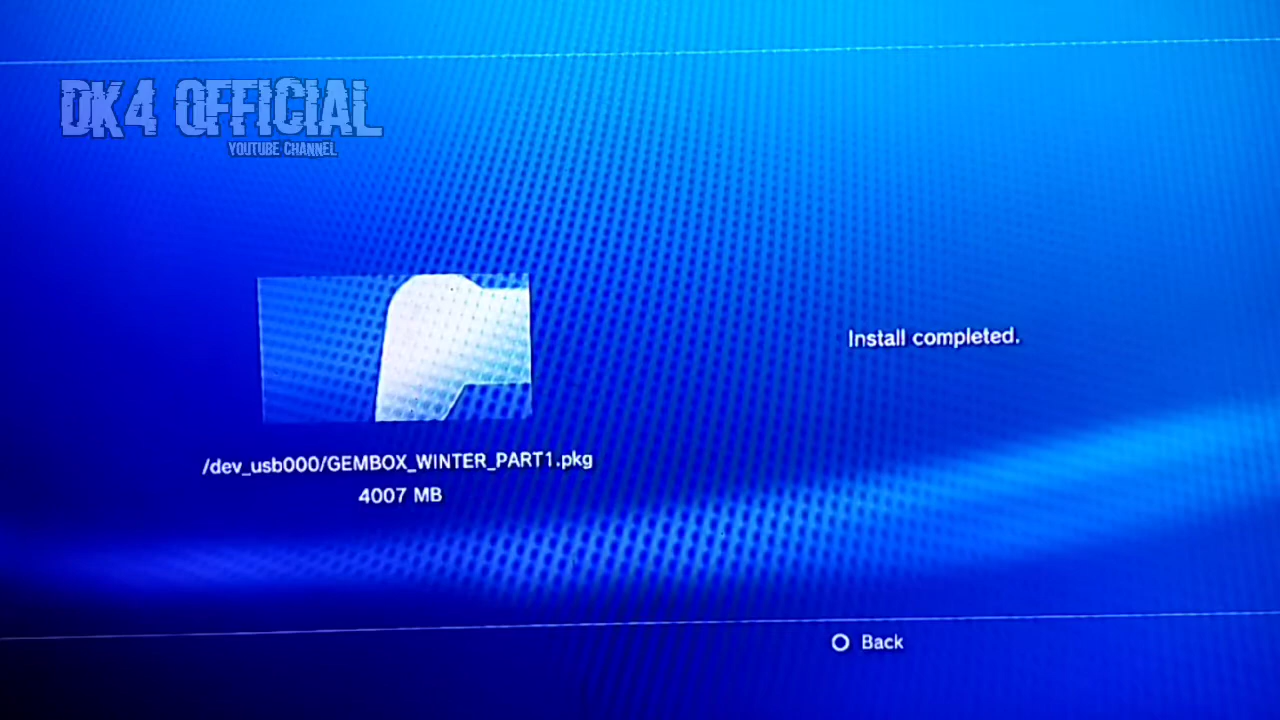 DK4 OFFICIAL
YOUTUBE CHANNEL
Install completed.
/dev_usb000/GEMBOX_WINTER_PART1.pkg
4007 MB
Back